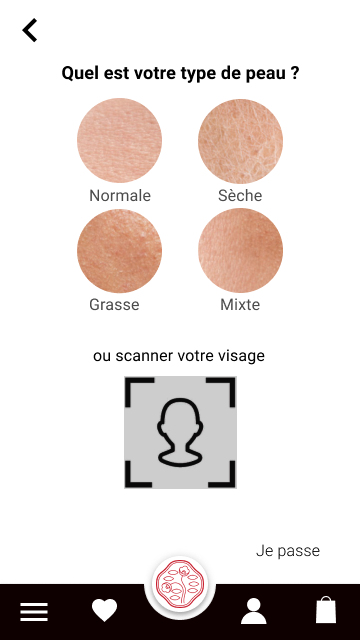 Quel est votre type de peau ?
Normale
Sèche
Grasse
Mixte
ou scanner votre visage
Je passe